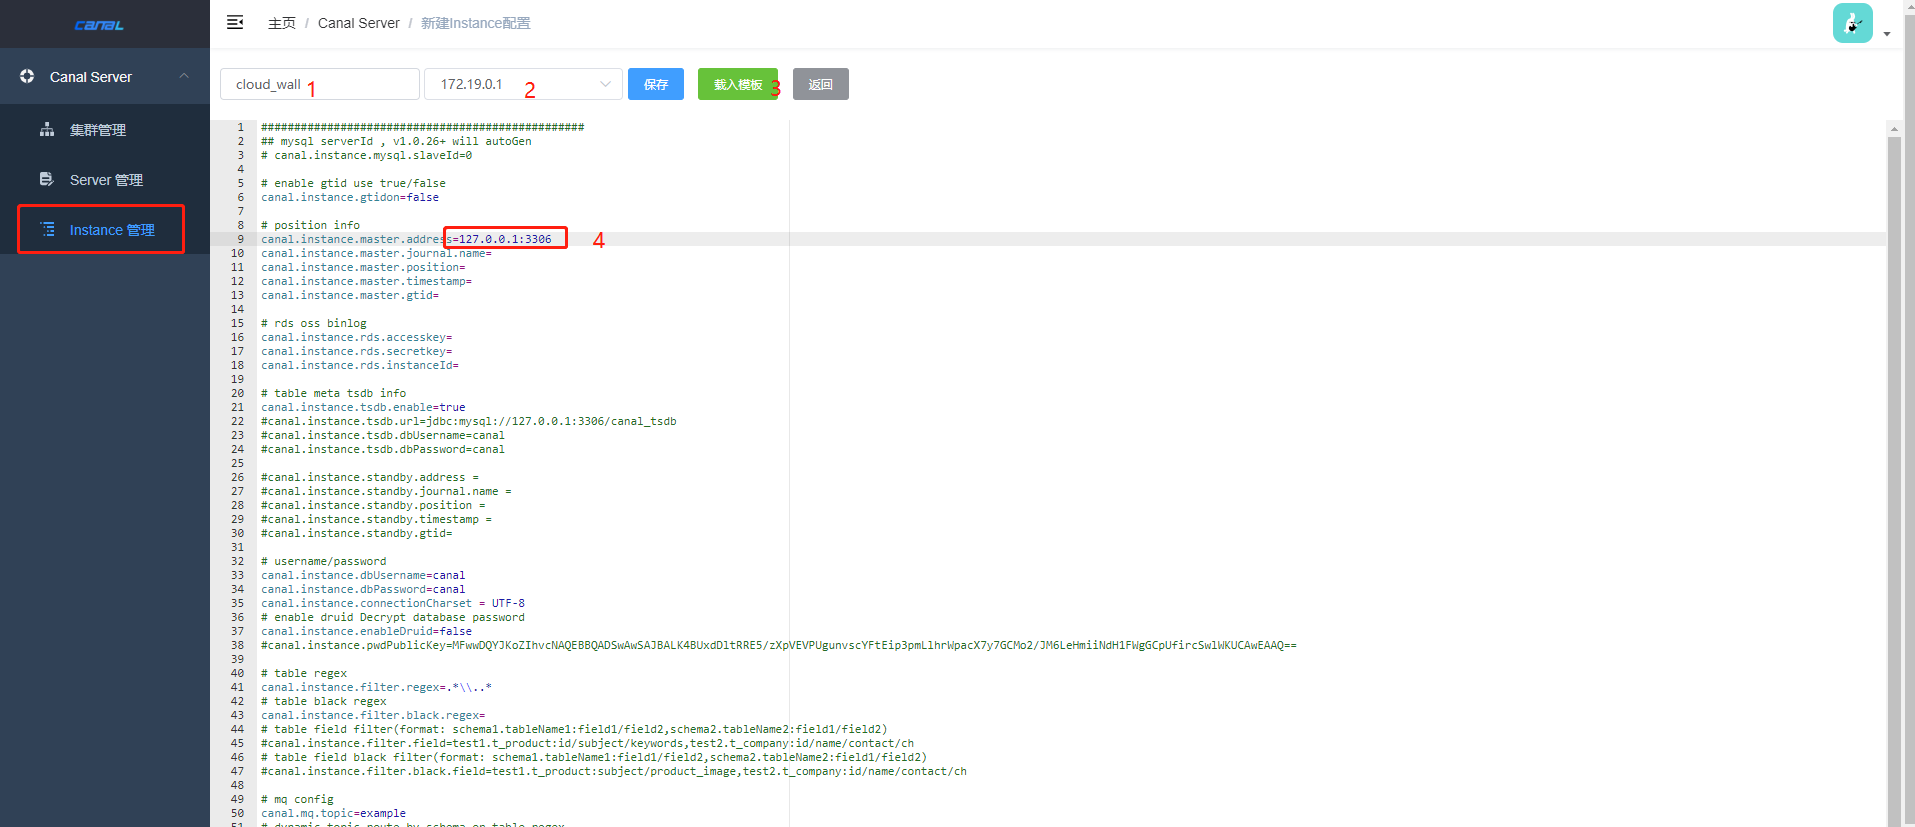 canal
主页 / Canal Server / 新建Instance配置
Canal Server
集群管理
Server 管理
Instance 管理
cloud_wall 1
172.19.0.1 2
保存
载入模板 3
返回
1 #################################################
2 ## mysql serverId , v1.0.26+ will autoGen
3 # canal.instance.mysql.slaveId=0
4
5 # enable gtid use true/false
6 canal.instance.gtidon=false
7
8 # position info
9 canal.instance.master.address=127.0.0.1:3306 4
10 canal.instance.master.journal.name=
11 canal.instance.master.position=
12 canal.instance.master.timestamp=
13 canal.instance.master.gtid=
14
15 # rds oss binlog
16 canal.instance.rds.accesskey=
17 canal.instance.rds.secretkey=
18 canal.instance.rds.instanceId=
19
20 # table meta tsdb info
21 canal.instance.tsdb.enable=true
22 #canal.instance.tsdb.url=jdbc:mysql://127.0.0.1:3306/canal_tsdb
23 #canal.instance.tsdb.dbUsername=canal
24 #canal.instance.tsdb.dbPassword=canal
25
26 #canal.instance.standby.address =
27 #canal.instance.standby.journal.name =
28 #canal.instance.standby.position =
29 #canal.instance.standby.timestamp =
30 #canal.instance.standby.gtid=
31
32 # username/password
33 canal.instance.dbUsername=canal
34 canal.instance.dbPassword=canal
35 canal.instance.connectionCharset = UTF-8
36 # enable druid Decrypt database password
37 canal.instance.enableDruid=false
38 #canal.instance.pwdPublicKey=MFwwDQYJKoZIhvcNAQEBBQADSwAwSAJBALK4BUxdDltRRE5/zXpVEVPUgunvscYFtEip3pmLlhrWpacX7y7GCMo2/JM6LeHmiiNdH1FWgGCpUfircSwlWKUCAwEAAQ==
39
40 # table regex
41 canal.instance.filter.regex=.*\\..*
42 # table black regex
43 canal.instance.filter.black.regex=
44 # table field filter(format: schema1.tableName1:field1/field2,schema2.tableName2:field1/field2)
45 #canal.instance.filter.field=test1.t_product:id/subject/keywords,test2.t_company:id/name/contact/ch
46 # table field black filter(format: schema1.tableName1:field1/field2,schema2.tableName2:field1/field2)
47 #canal.instance.filter.black.field=test1.t_product:subject/product_image,test2.t_company:id/name/contact/ch
48
49 # mq config
50 canal.mq.topic=example
51 # dynamic topic route by schema or table regex